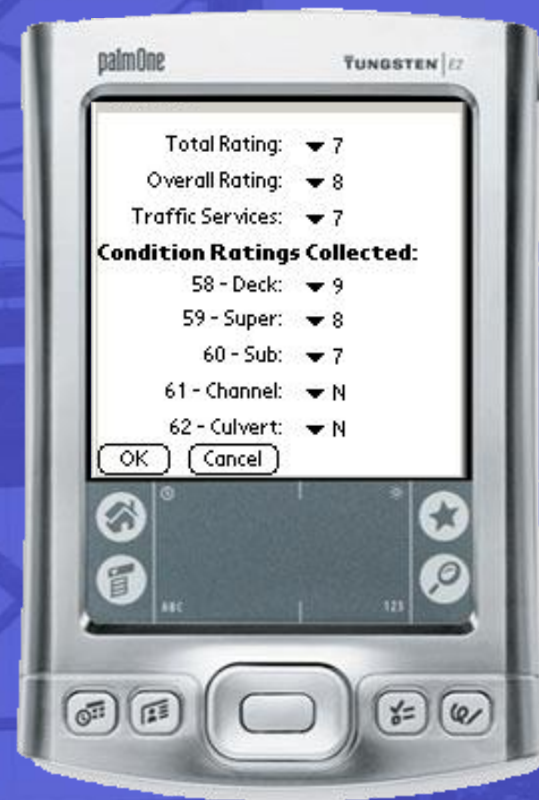 palmOne TUNGSTEN E2
Total Rating: 7
Overall Rating: 8
Traffic Services: 7
Condition Ratings Collected:
58 - Deck: 9
59 - Super: 8
60 - Sub: 7
61 - Channel: N
62 - Culvert: N
OK Cancel
ABC 123